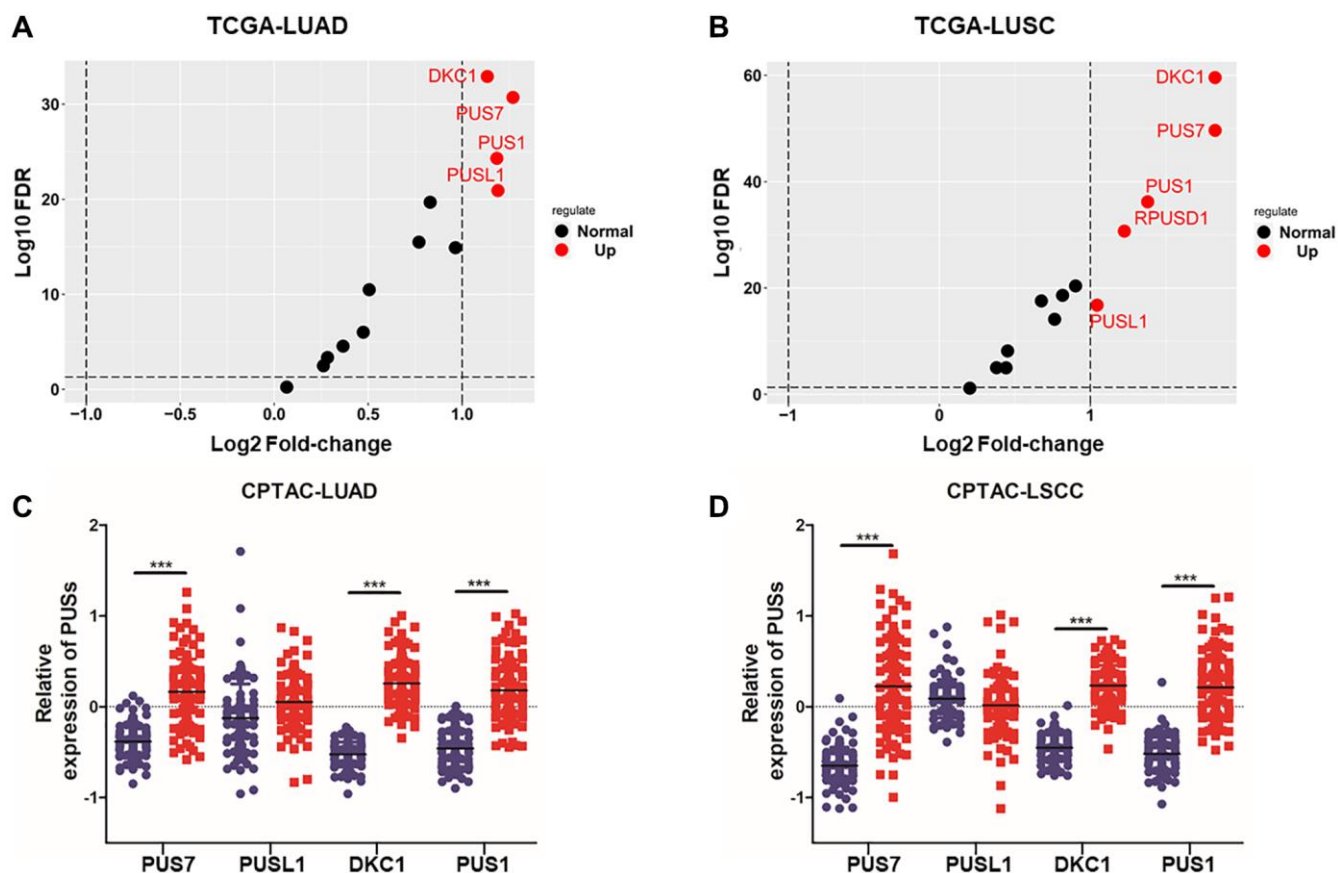 A
TCGA-LUAD
Log10 FDR
30
20
10
0
DKC1
PUS7
PUS1
PUSL1
−1.0
−0.5
0.0
0.5
1.0
Log2 Fold-change
regulate
Normal
Up
B
TCGA-LUSC
Log10 FDR
60
40
20
0
DKC1
PUS7
PUS1
RPUSD1
PUSL1
−1
0
1
Log2 Fold-change
regulate
Normal
Up
C
CPTAC-LUAD
Relative
expression of PUSs
2
1
0
-1
***
***
***
PUS7
PUSL1
DKC1
PUS1
D
CPTAC-LSCC
Relative
expression of PUSs
2
1
0
-1
***
***
***
PUS7
PUSL1
DKC1
PUS1